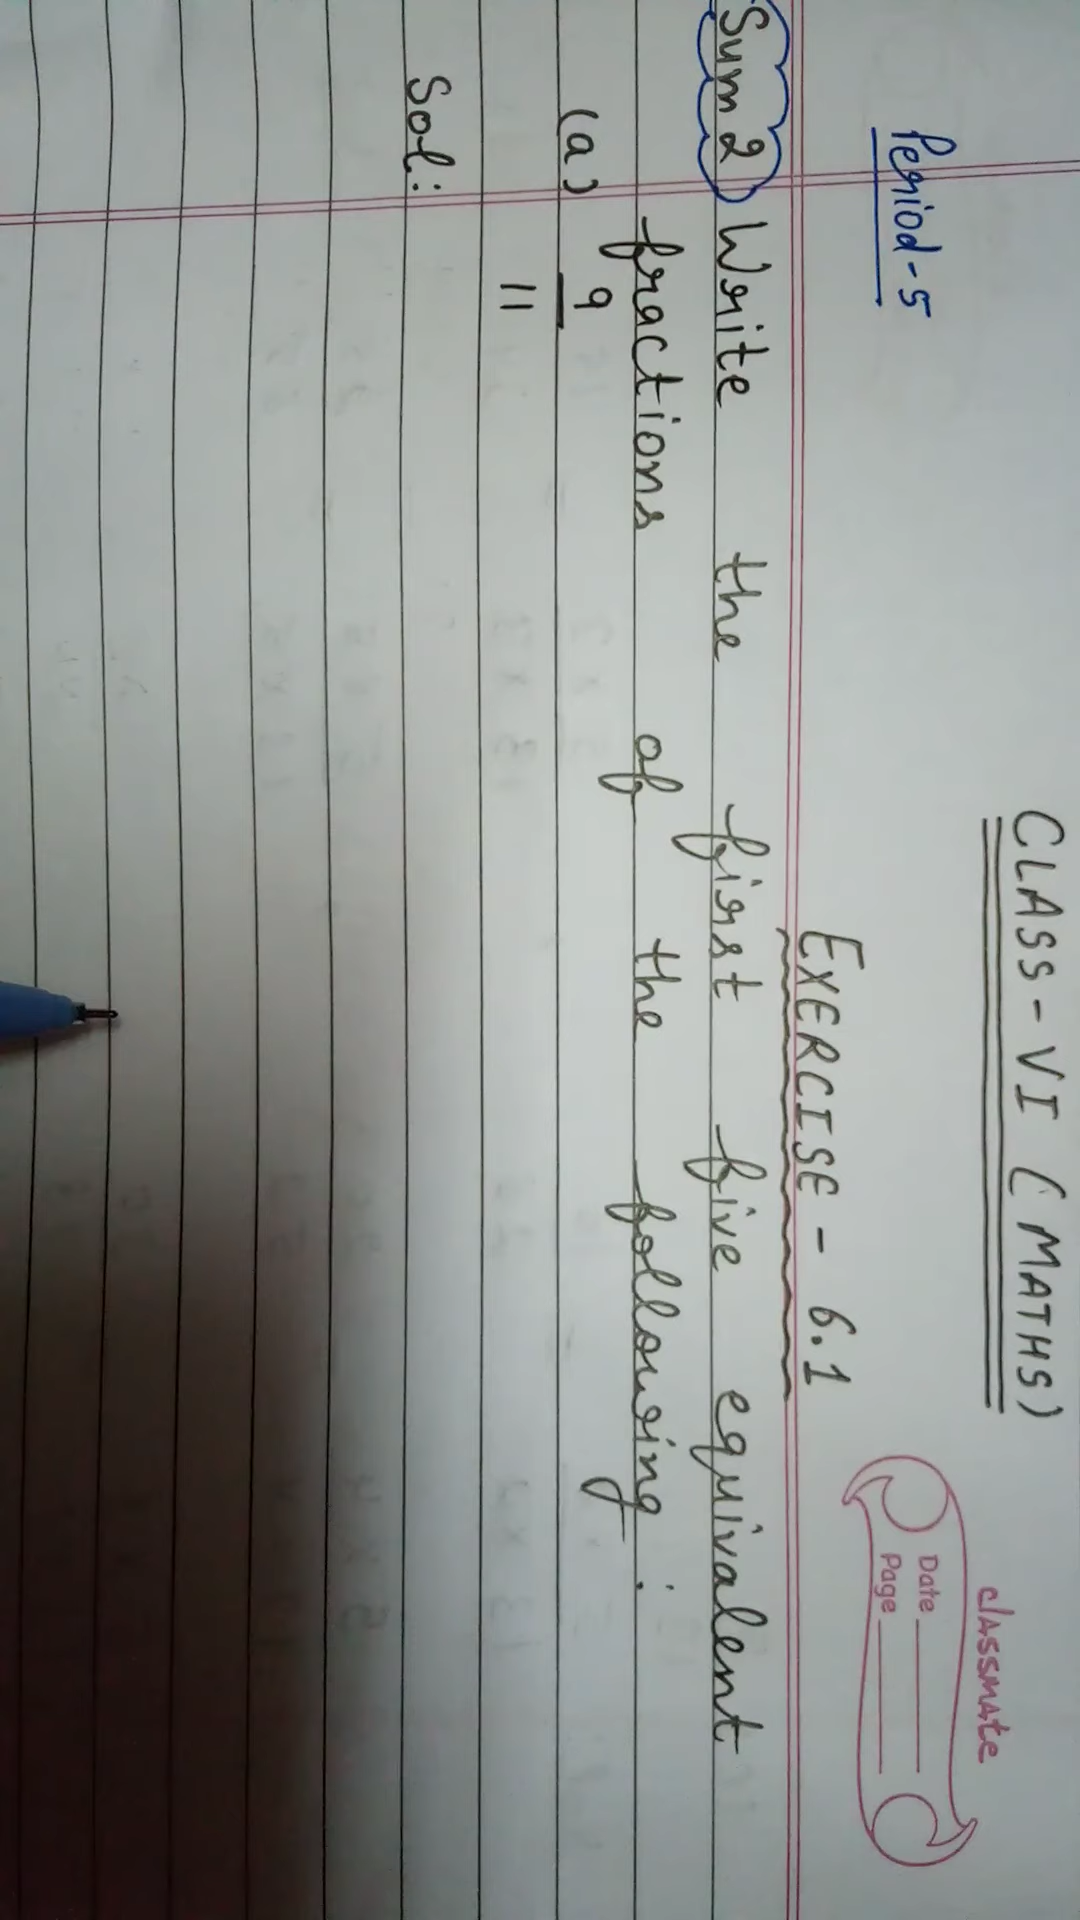 CLASS-VI (MATHS)
classmate
Date
Page
Period-5
EXERCISE - 6.1
Sum 2) Write the first five equivalent
fractions of the following :
(a) 9
11
Sol: